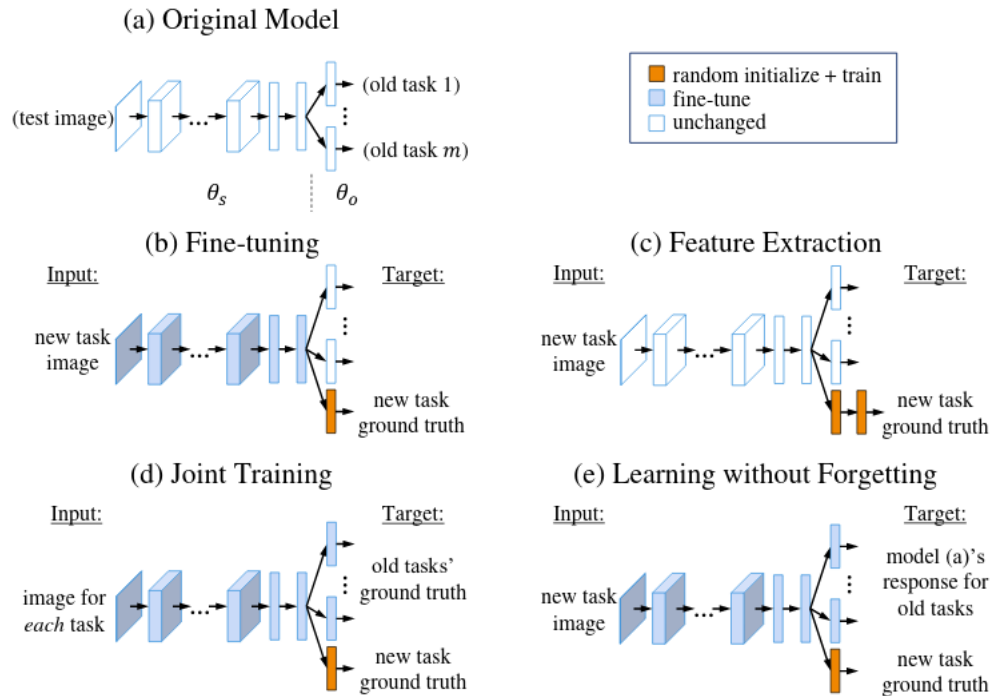 (a) Original Model
(test image)
...
(old task 1)
...
(old task m)
θs
θo
random initialize + train
fine-tune
unchanged
(b) Fine-tuning
Input:
Target:
new task
image
...
...
new task
ground truth
(c) Feature Extraction
Input:
Target:
new task
image
...
...
new task
ground truth
(d) Joint Training
Input:
Target:
image for
each task
...
...
old tasks'
ground truth
new task
ground truth
(e) Learning without Forgetting
Input:
Target:
new task
image
...
...
model (a)'s
response for
old tasks
new task
ground truth